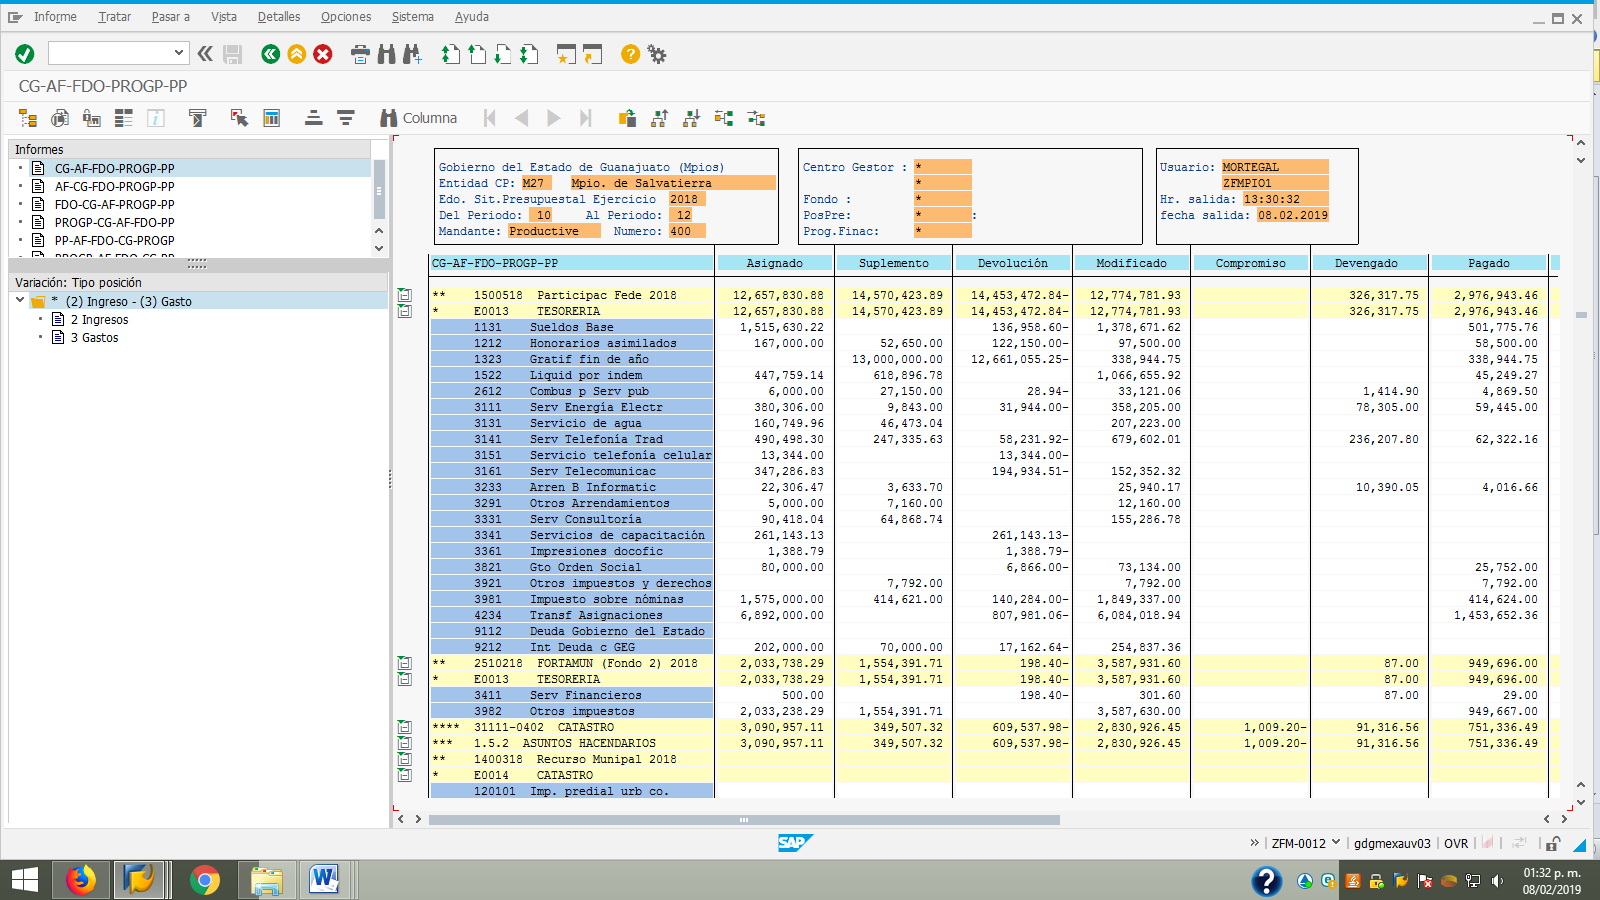 Informe Tratar Pasar a Vista Detalles Opciones Sistema Ayuda
CG-AF-FDO-PROGP-PP
Columna
Informes
CG-AF-FDO-PROGP-PP
AF-CG-FDO-PROGP-PP
FDO-CG-AF-PROGP-PP
PROGP-CG-AF-FDO-PP
PP-AF-FDO-CG-PROGP
PROGP-AF-FDO-CG-PP
Variación: Tipo posición
* (2) Ingreso - (3) Gasto
2 Ingresos
3 Gastos
Gobierno del Estado de Guanajuato (Mpios)
Entidad CP: M27 Mpio. de Salvatierra
Edo. Sit.Presupuestal Ejercicio 2018
Del Periodo: 10 Al Periodo: 12
Mandante: Productive Numero: 400
Centro Gestor : *
*
Fondo : *
PosPre: * :
Prog.Finac: *
Usuario: MORTEGAL
ZFMPIO1
Hr. salida: 13:30:32
fecha salida: 08.02.2019
CG-AF-FDO-PROGP-PP Asignado Suplemento Devolución Modificado Compromiso Devengado Pagado
** 1500518 Participac Fede 2018 12,657,830.88 14,570,423.89 14,453,472.84- 12,774,781.93 326,317.75 2,976,943.46
* E0013 TESORERIA 12,657,830.88 14,570,423.89 14,453,472.84- 12,774,781.93 326,317.75 2,976,943.46
1131 Sueldos Base 1,515,630.22 136,958.60- 1,378,671.62 501,775.76
1212 Honorarios asimilados 167,000.00 52,650.00 122,150.00- 97,500.00 58,500.00
1323 Gratif fin de año 13,000,000.00 12,661,055.25- 338,944.75 338,944.75
1522 Liquid por indem 447,759.14 618,896.78 1,066,655.92 45,249.27
2612 Combus p Serv pub 6,000.00 27,150.00 28.94- 33,121.06 1,414.90 4,869.50
3111 Serv Energía Electr 380,306.00 9,843.00 31,944.00- 358,205.00 78,305.00 59,445.00
3131 Servicio de agua 160,749.96 46,473.04 207,223.00
3141 Serv Telefonía Trad 490,498.30 247,335.63 58,231.92- 679,602.01 236,207.80 62,322.16
3151 Servicio telefonía celular 13,344.00 13,344.00-
3161 Serv Telecomunicac 347,286.83 194,934.51- 152,352.32
3233 Arren B Informatic 22,306.47 3,633.70 25,940.17 10,390.05 4,016.66
3291 Otros Arrendamientos 5,000.00 7,160.00 12,160.00
3331 Serv Consultoría 90,418.04 64,868.74 155,286.78
3341 Servicios de capacitación 261,143.13 261,143.13-
3361 Impresiones docofic 1,388.79 1,388.79-
3821 Gto Orden Social 80,000.00 6,866.00- 73,134.00 25,752.00
3921 Otros impuestos y derechos 7,792.00 7,792.00 7,792.00
3981 Impuesto sobre nóminas 1,575,000.00 414,621.00 140,284.00- 1,849,337.00 414,624.00
4234 Transf Asignaciones 6,892,000.00 807,981.06- 6,084,018.94 1,453,652.36
9112 Deuda Gobierno del Estado
9212 Int Deuda c GEG 202,000.00 70,000.00 17,162.64- 254,837.36
** 2510218 FORTAMUN (Fondo 2) 2018 2,033,738.29 1,554,391.71 198.40- 3,587,931.60 87.00 949,696.00
* E0013 TESORERIA 2,033,738.29 1,554,391.71 198.40- 3,587,931.60 87.00 949,696.00
3411 Serv Financieros 500.00 198.40- 301.60 87.00 29.00
3982 Otros impuestos 2,033,238.29 1,554,391.71 3,587,630.00 949,667.00
**** 31111-0402 CATASTRO 3,090,957.11 349,507.32 609,537.98- 2,830,926.45 1,009.20- 91,316.56 751,336.49
*** 1.5.2 ASUNTOS HACENDARIOS 3,090,957.11 349,507.32 609,537.98- 2,830,926.45 1,009.20- 91,316.56 751,336.49
** 1400318 Recurso Munipal 2018
* E0014 CATASTRO
120101 Imp. predial urb co.
SAP
ZFM-0012 gdgmexauv03 OVR
01:32 p. m.
08/02/2019